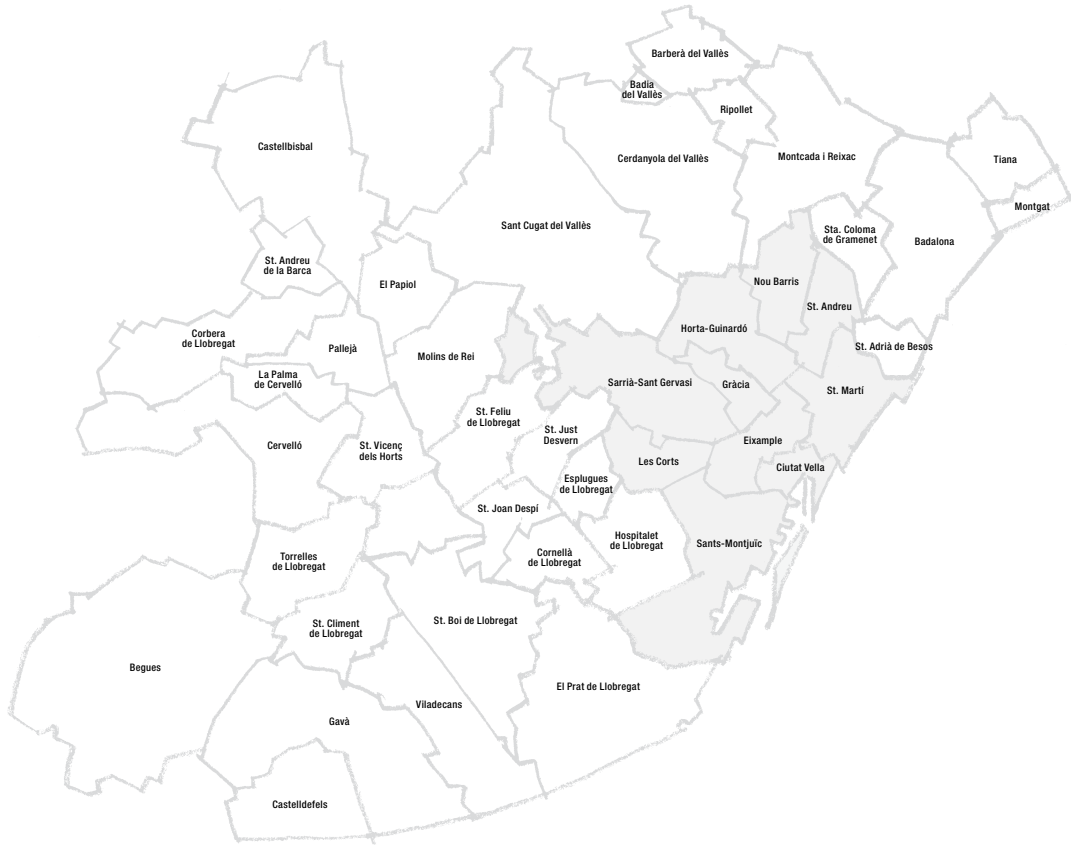 Barberà del Vallès
Badia
del Vallès
Ripollet
Castellbisbal
Cerdanyola del Vallès
Montcada i Reixac
Tiana
Montgat
Sant Cugat del Vallès
Sta. Coloma
de Gramenet
Badalona
St. Andreu
de la Barca
El Papiol
Nou Barris
St. Andreu
Corbera
de Llobregat
Pallejà
Molins de Rei
Horta-Guinardó
St. Adrià de Besos
La Palma
de Cervelló
Sarrià-Sant Gervasi
Gràcia
St. Martí
St. Feliu
de Llobregat
St. Just
Desvern
Cervelló
St. Vicenç
dels Horts
Eixample
Les Corts
Ciutat Vella
Esplugues
de Llobregat
St. Joan Despí
Hospitalet
de Llobregat
Sants-Montjuïc
Cornellà
de Llobregat
Torrelles
de Llobregat
St. Climent
de Llobregat
St. Boi de Llobregat
Begues
El Prat de Llobregat
Viladecans
Gavà
Castelldefels